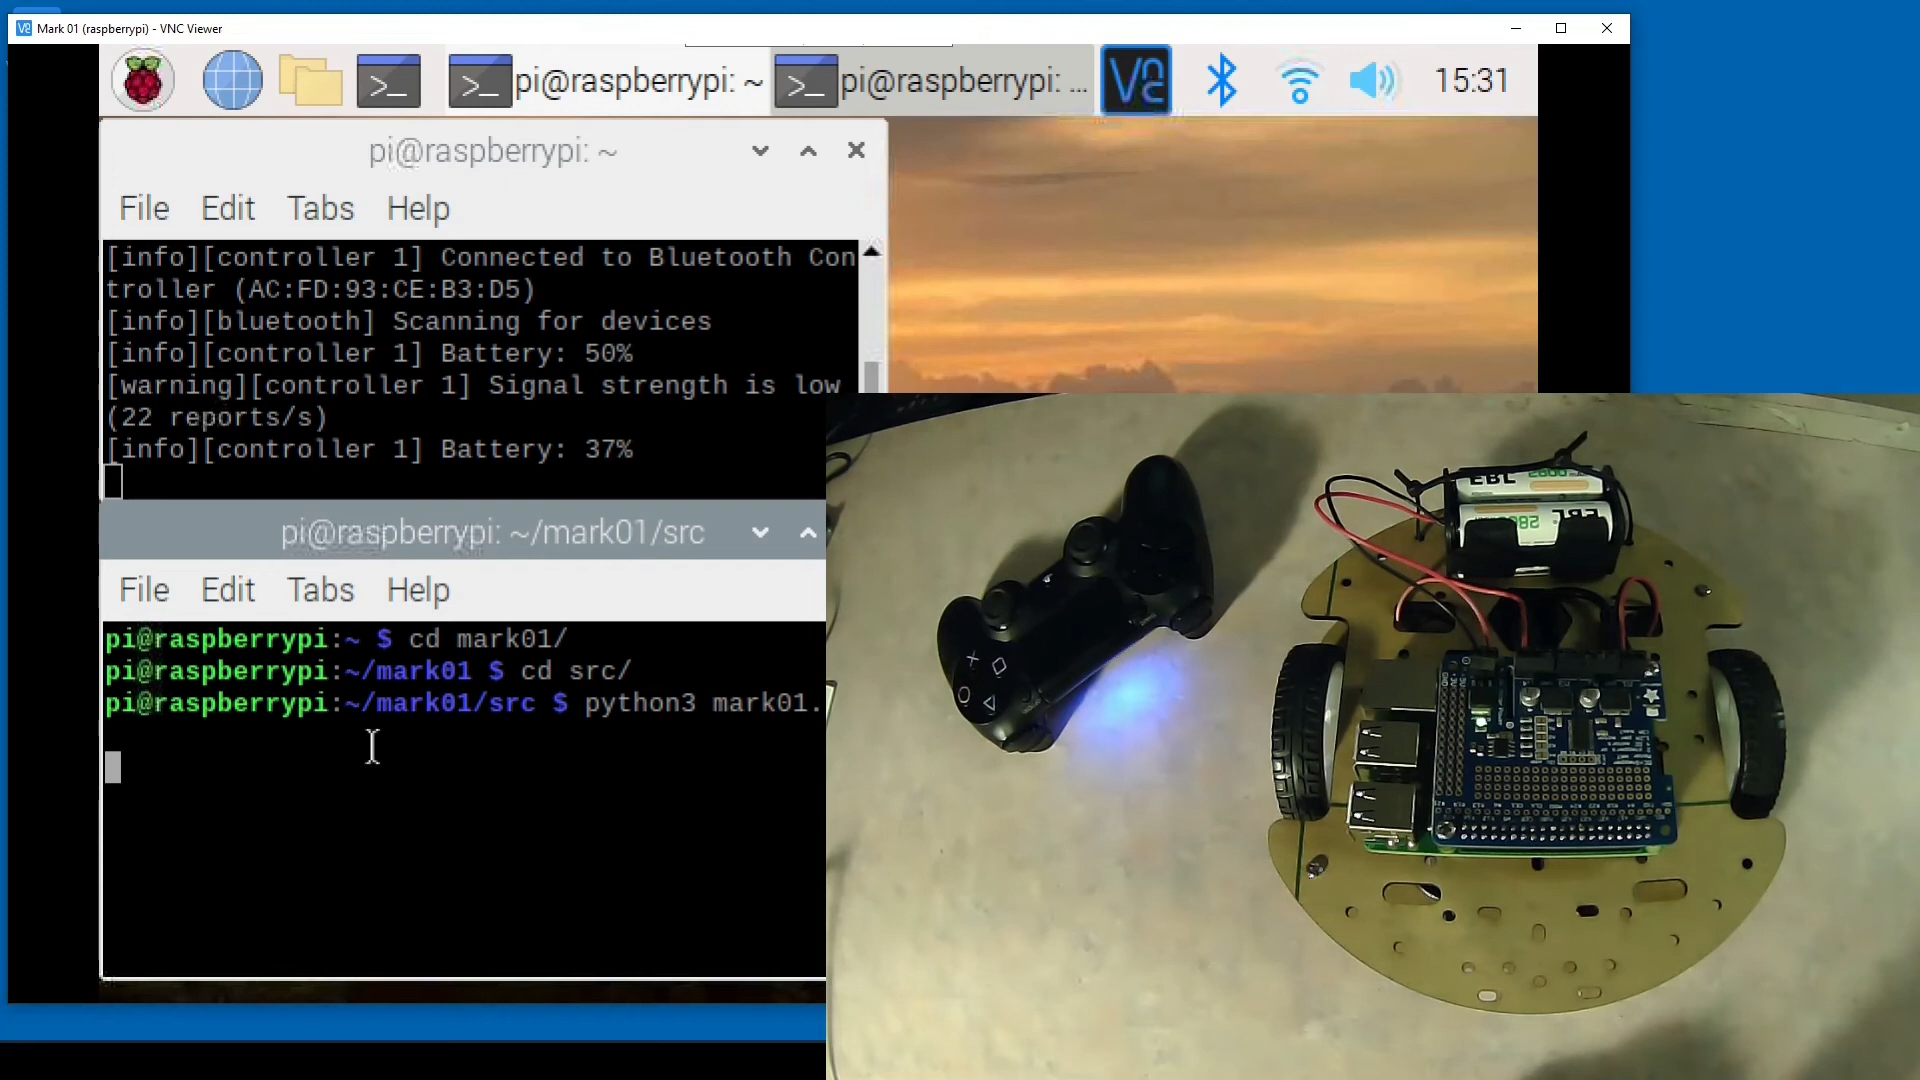 Mark 01 (raspberrypi) - VNC Viewer
pi@raspberrypi: ~
pi@raspberrypi: ...
15:31
pi@raspberrypi: ~
File Edit Tabs Help
[info][controller 1] Connected to Bluetooth Con
troller (AC:FD:93:CE:B3:D5)
[info][bluetooth] Scanning for devices
[info][controller 1] Battery: 50%
[warning][controller 1] Signal strength is low
(22 reports/s)
[info][controller 1] Battery: 37%
pi@raspberrypi: ~/mark01/src
File Edit Tabs Help
pi@raspberrypi:~ $ cd mark01/
pi@raspberrypi:~/mark01 $ cd src/
pi@raspberrypi:~/mark01/src $ python3 mark01.
EBL
EBL